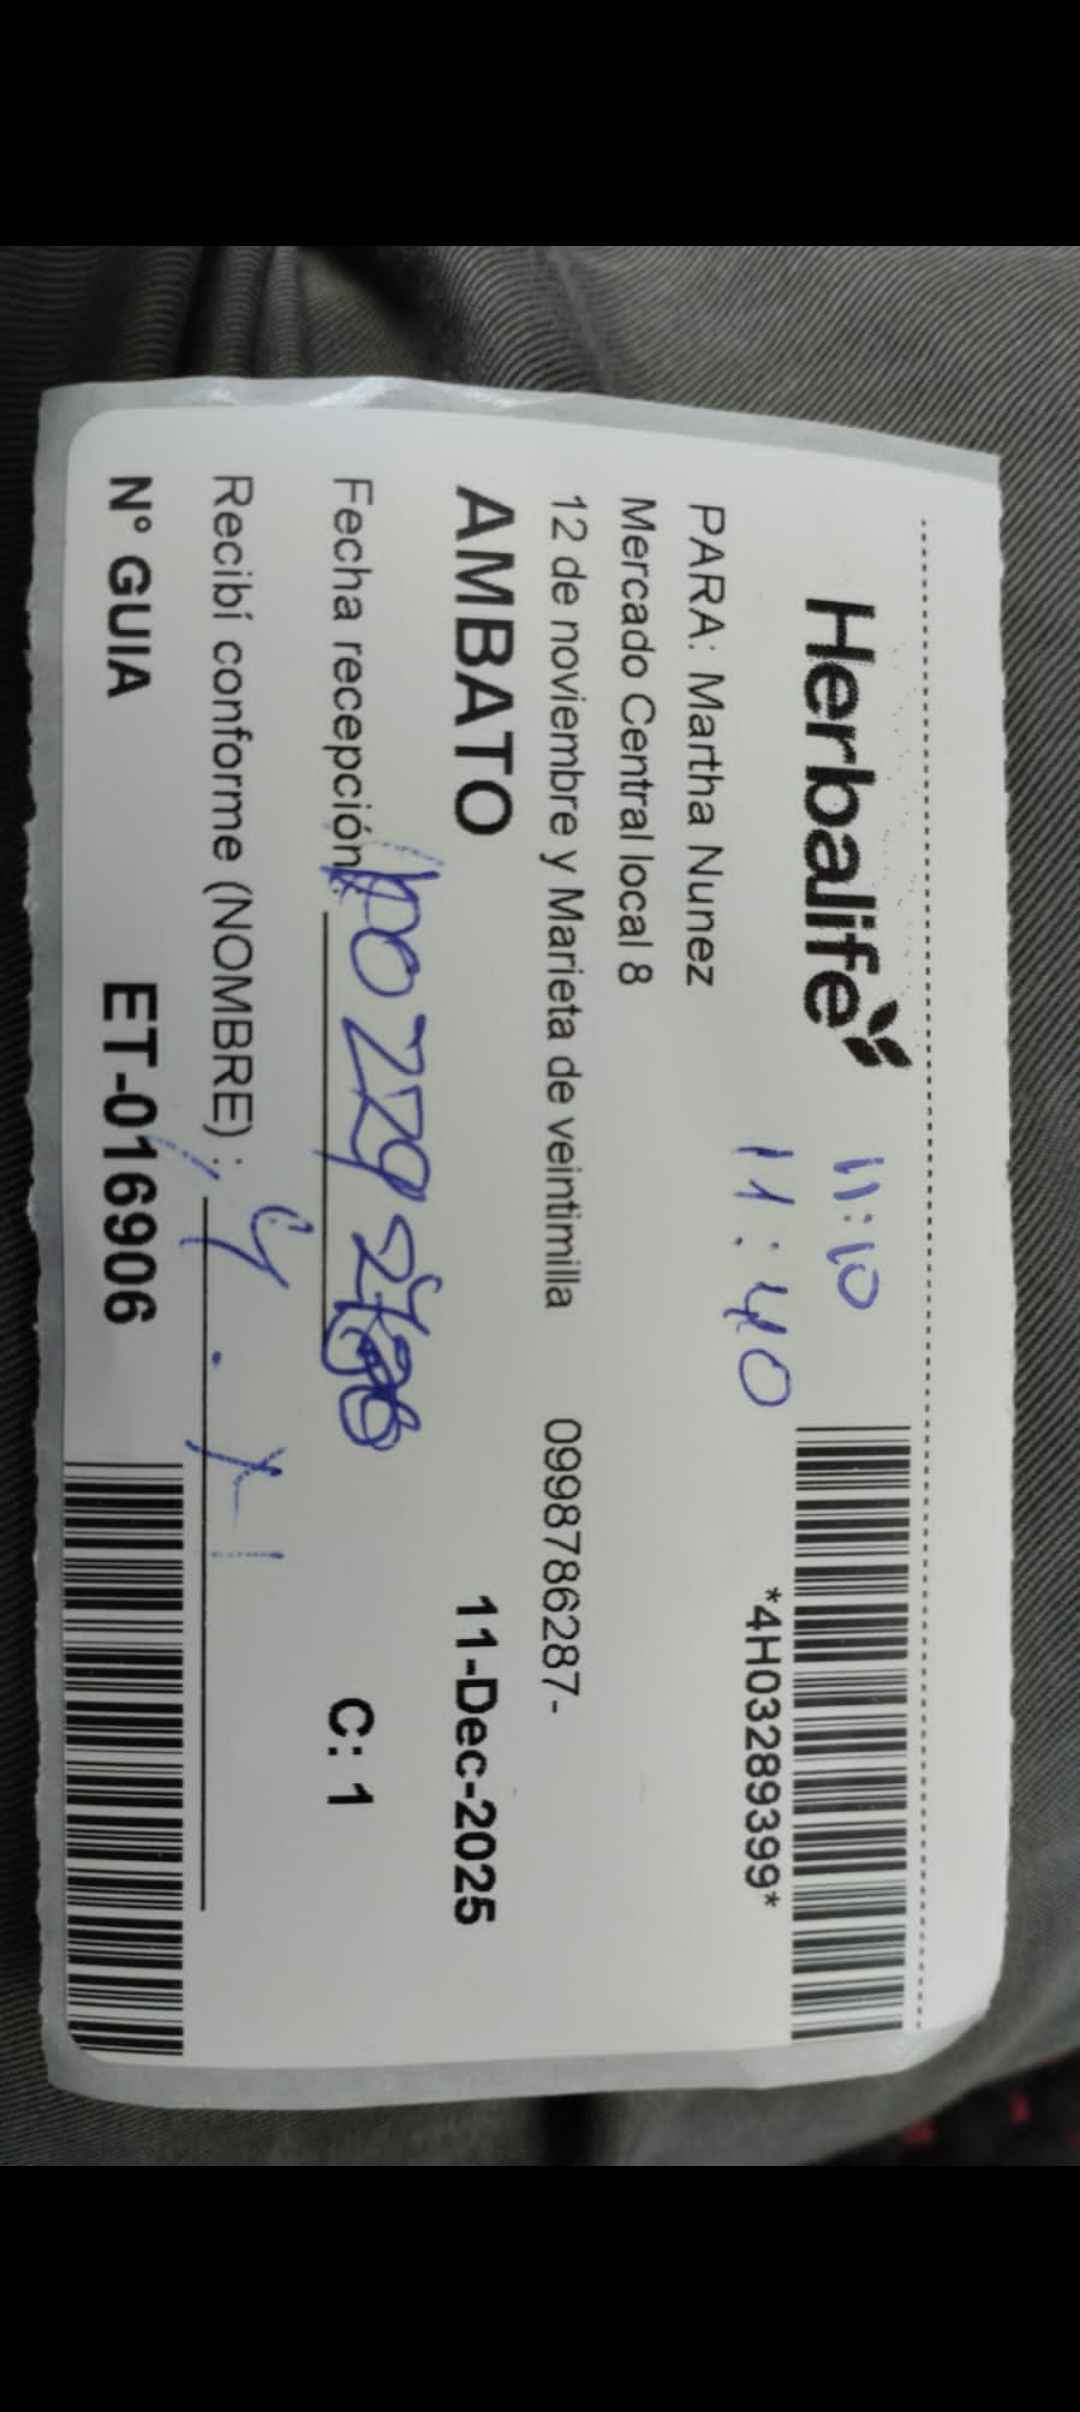 Herbalife
11:10
11:40
*4H03289399*
PARA: Martha Nunez
Mercado Central local 8
12 de noviembre y Marieta de veintimilla 0998786287-
AMBATO 11-Dec-2025
Fecha recepción
C: 1
Recibí conforme (NOMBRE) :
Nº GUIA ET-016906